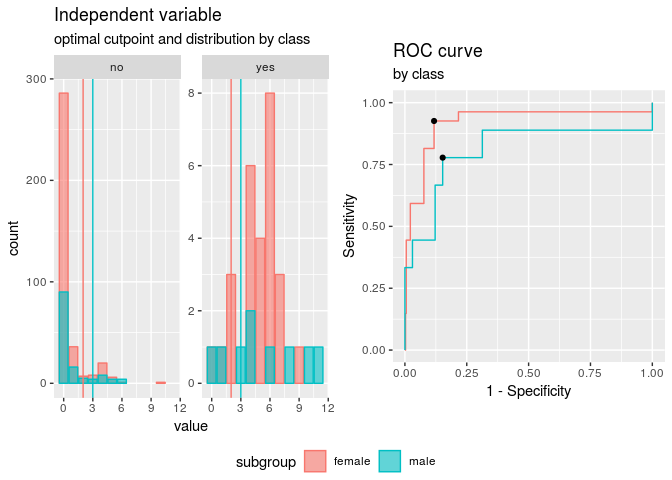 Independent variable
optimal cutpoint and distribution by class
no
yes
count
300
200
100
0
8
6
4
2
0
0 3 6 9 12
0 3 6 9 12
value
ROC curve
by class
Sensitivity
1.00
0.75
0.50
0.25
0.00
0.00 0.25 0.50 0.75 1.00
1 - Specificity
subgroup female male